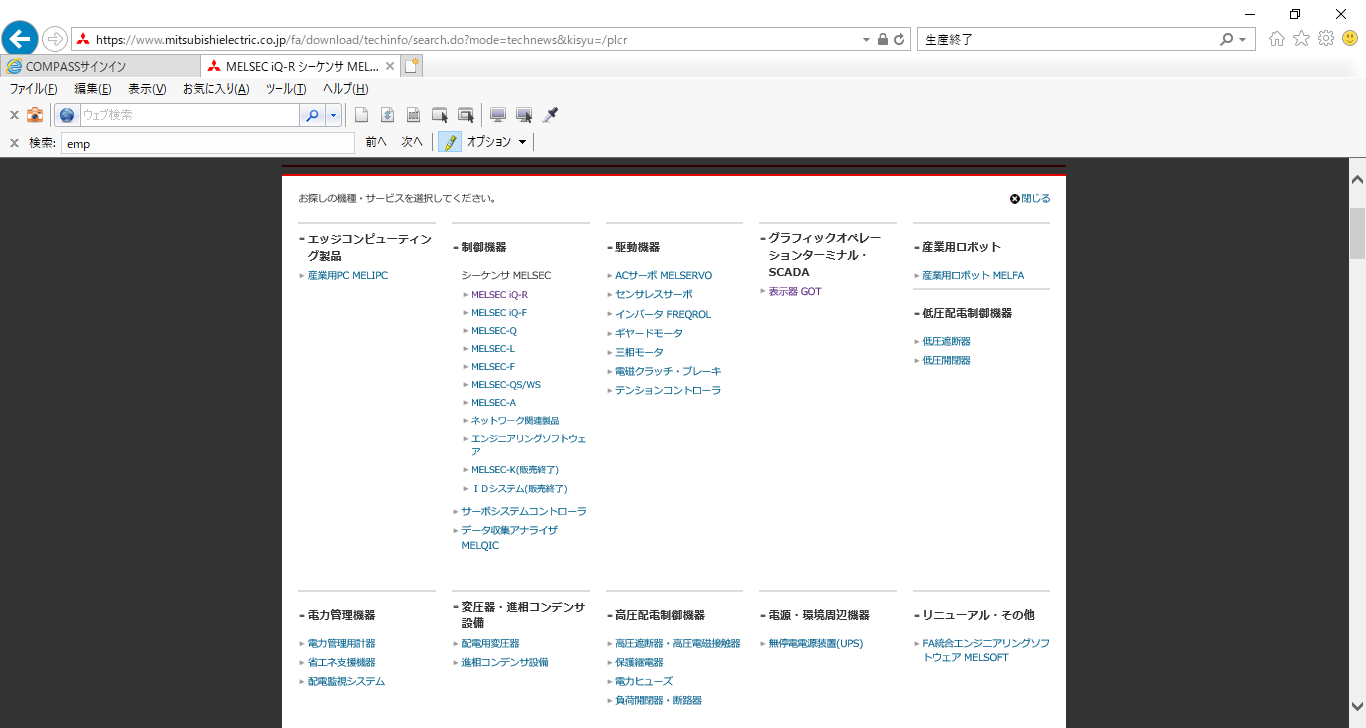 https://www.mitsubishielectric.co.jp/fa/download/techinfo/search.do?mode=technews&kisyu=/plcr
生産終了
COMPASSサインイン
MELSEC iQ-R シーケンサ MEL...
ファイル(F) 編集(E) 表示(V) お気に入り(A) ツール(T) ヘルプ(H)
x ウェブ検索
x 検索: emp 前へ 次へ オプション
お探しの機種・サービスを選択してください。
閉じる
エッジコンピューティン
グ製品
産業用PC MELIPC
制御機器
シーケンサ MELSEC
MELSEC iQ-R
MELSEC iQ-F
MELSEC-Q
MELSEC-L
MELSEC-F
MELSEC-QS/WS
MELSEC-A
ネットワーク関連製品
エンジニアリングソフトウェ
ア
MELSEC-K(販売終了)
ＩＤシステム(販売終了)
サーボシステムコントローラ
データ収集アナライザ
MELQIC
駆動機器
ACサーボ MELSERVO
センサレスサーボ
インバータ FREQROL
ギヤードモータ
三相モータ
電磁クラッチ・ブレーキ
テンションコントローラ
グラフィックオペレー
ションターミナル・
SCADA
表示器 GOT
産業用ロボット
産業用ロボット MELFA
低圧配電制御機器
低圧遮断器
低圧開閉器
電力管理機器
電力管理用計器
省エネ支援機器
配電監視システム
変圧器・進相コンデンサ
設備
配電用変圧器
進相コンデンサ設備
高圧配電制御機器
高圧遮断器・高圧電磁接触器
保護継電器
電力ヒューズ
負荷開閉器・断路器
電源・環境周辺機器
無停電電源装置(UPS)
リニューアル・その他
FA統合エンジニアリングソフ
トウェア MELSOFT